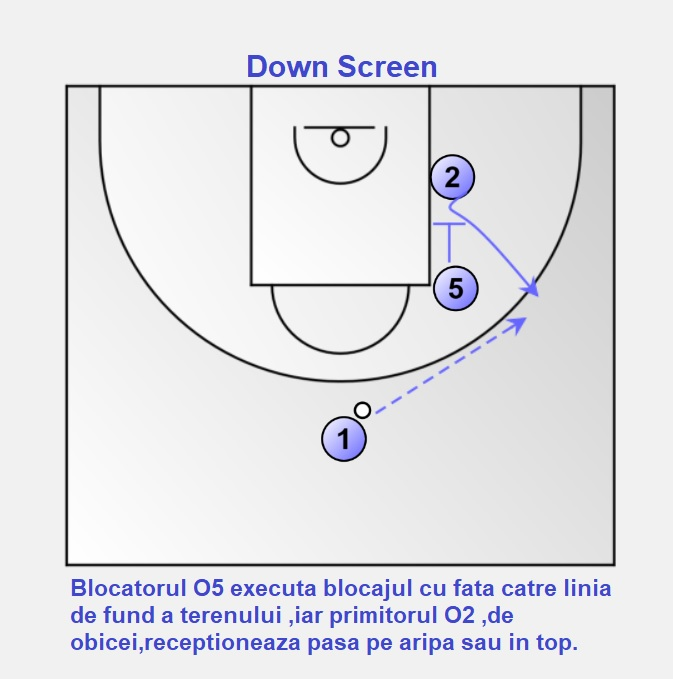 Down Screen
2
5
1
Blocatorul O5 executa blocajul cu fata catre linia
de fund a terenului ,iar primitorul O2 ,de
obicei,receptioneaza pasa pe aripa sau in top.